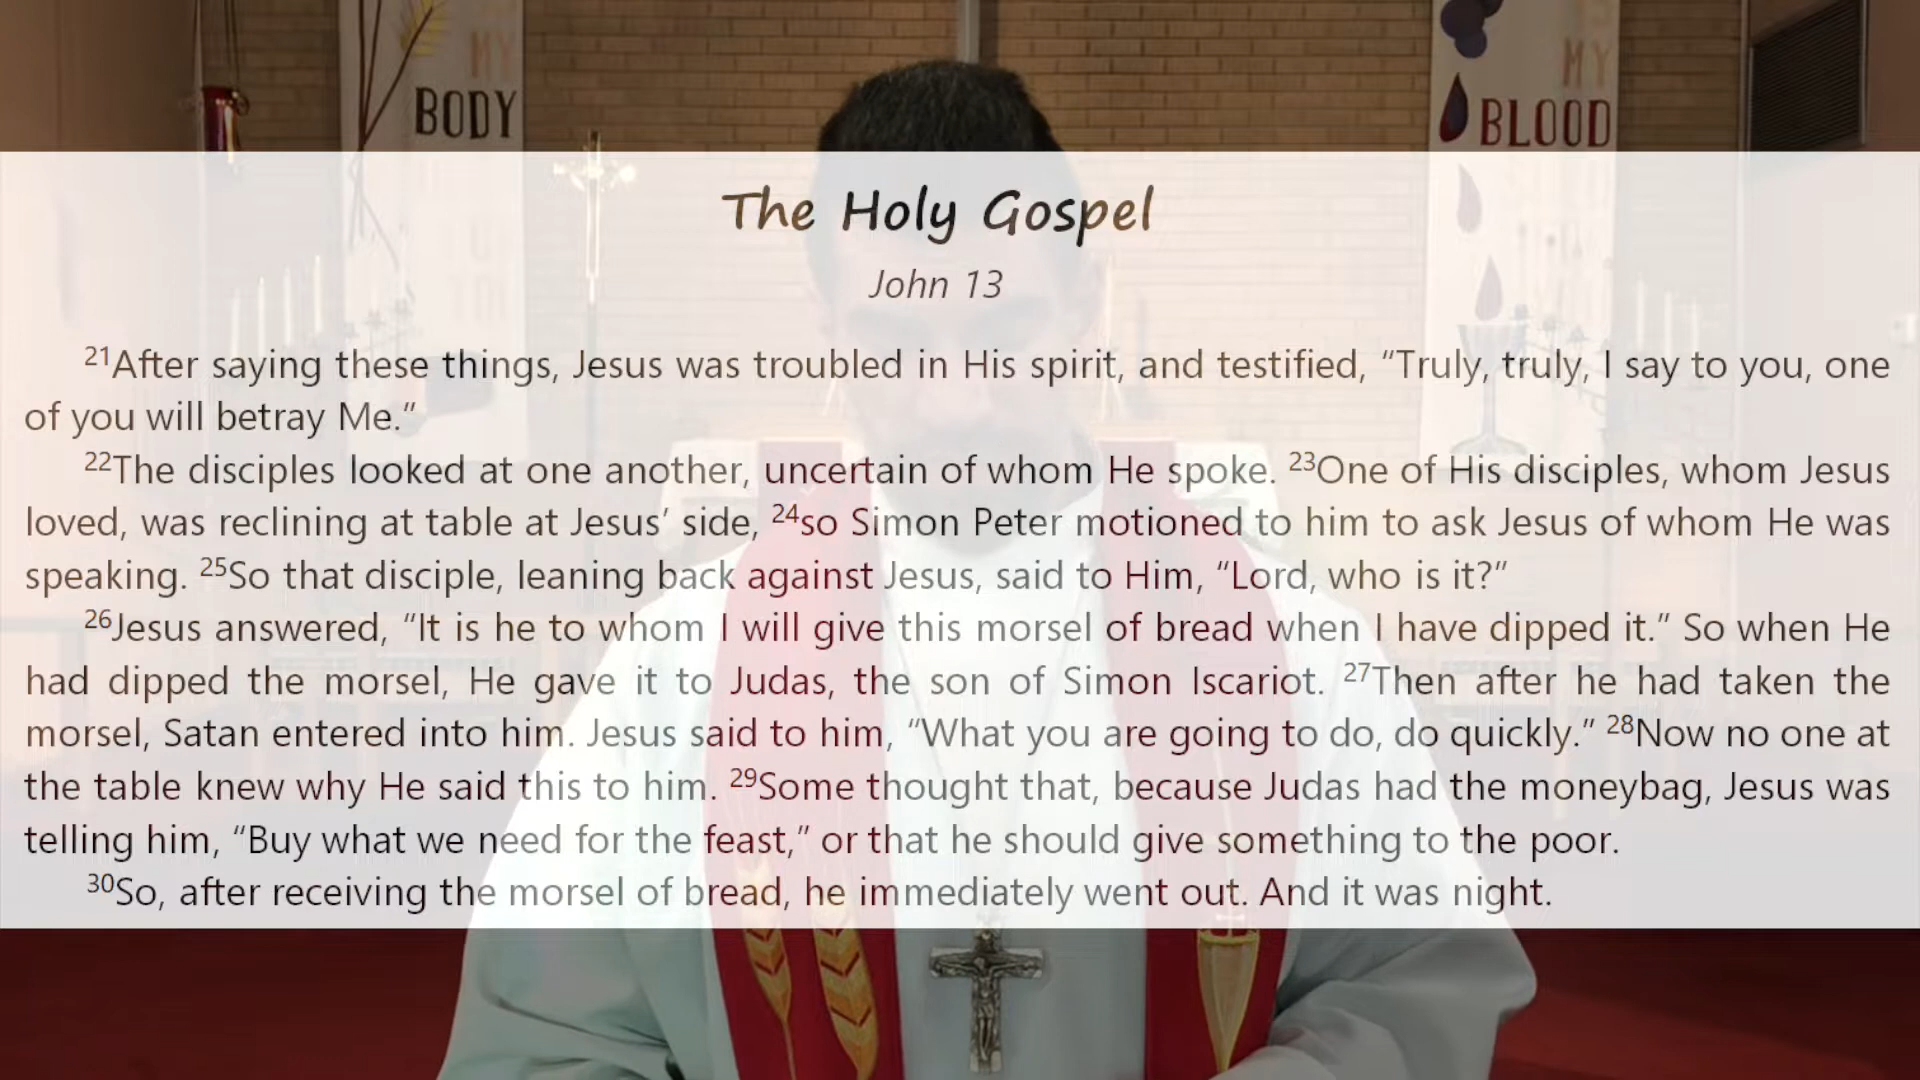 MY
BODY
MY
BLOOD
The Holy Gospel
John 13
²¹After saying these things, Jesus was troubled in His spirit, and testified, “Truly, truly, I say to you, one
of you will betray Me.”
²²The disciples looked at one another, uncertain of whom He spoke. ²³One of His disciples, whom Jesus
loved, was reclining at table at Jesus’ side, ²⁴so Simon Peter motioned to him to ask Jesus of whom He was
speaking. ²⁵So that disciple, leaning back against Jesus, said to Him, “Lord, who is it?”
²⁶Jesus answered, “It is he to whom I will give this morsel of bread when I have dipped it.” So when He
had dipped the morsel, He gave it to Judas, the son of Simon Iscariot. ²⁷Then after he had taken the
morsel, Satan entered into him. Jesus said to him, “What you are going to do, do quickly.” ²⁸Now no one at
the table knew why He said this to him. ²⁹Some thought that, because Judas had the moneybag, Jesus was
telling him, “Buy what we need for the feast,” or that he should give something to the poor.
³⁰So, after receiving the morsel of bread, he immediately went out. And it was night.